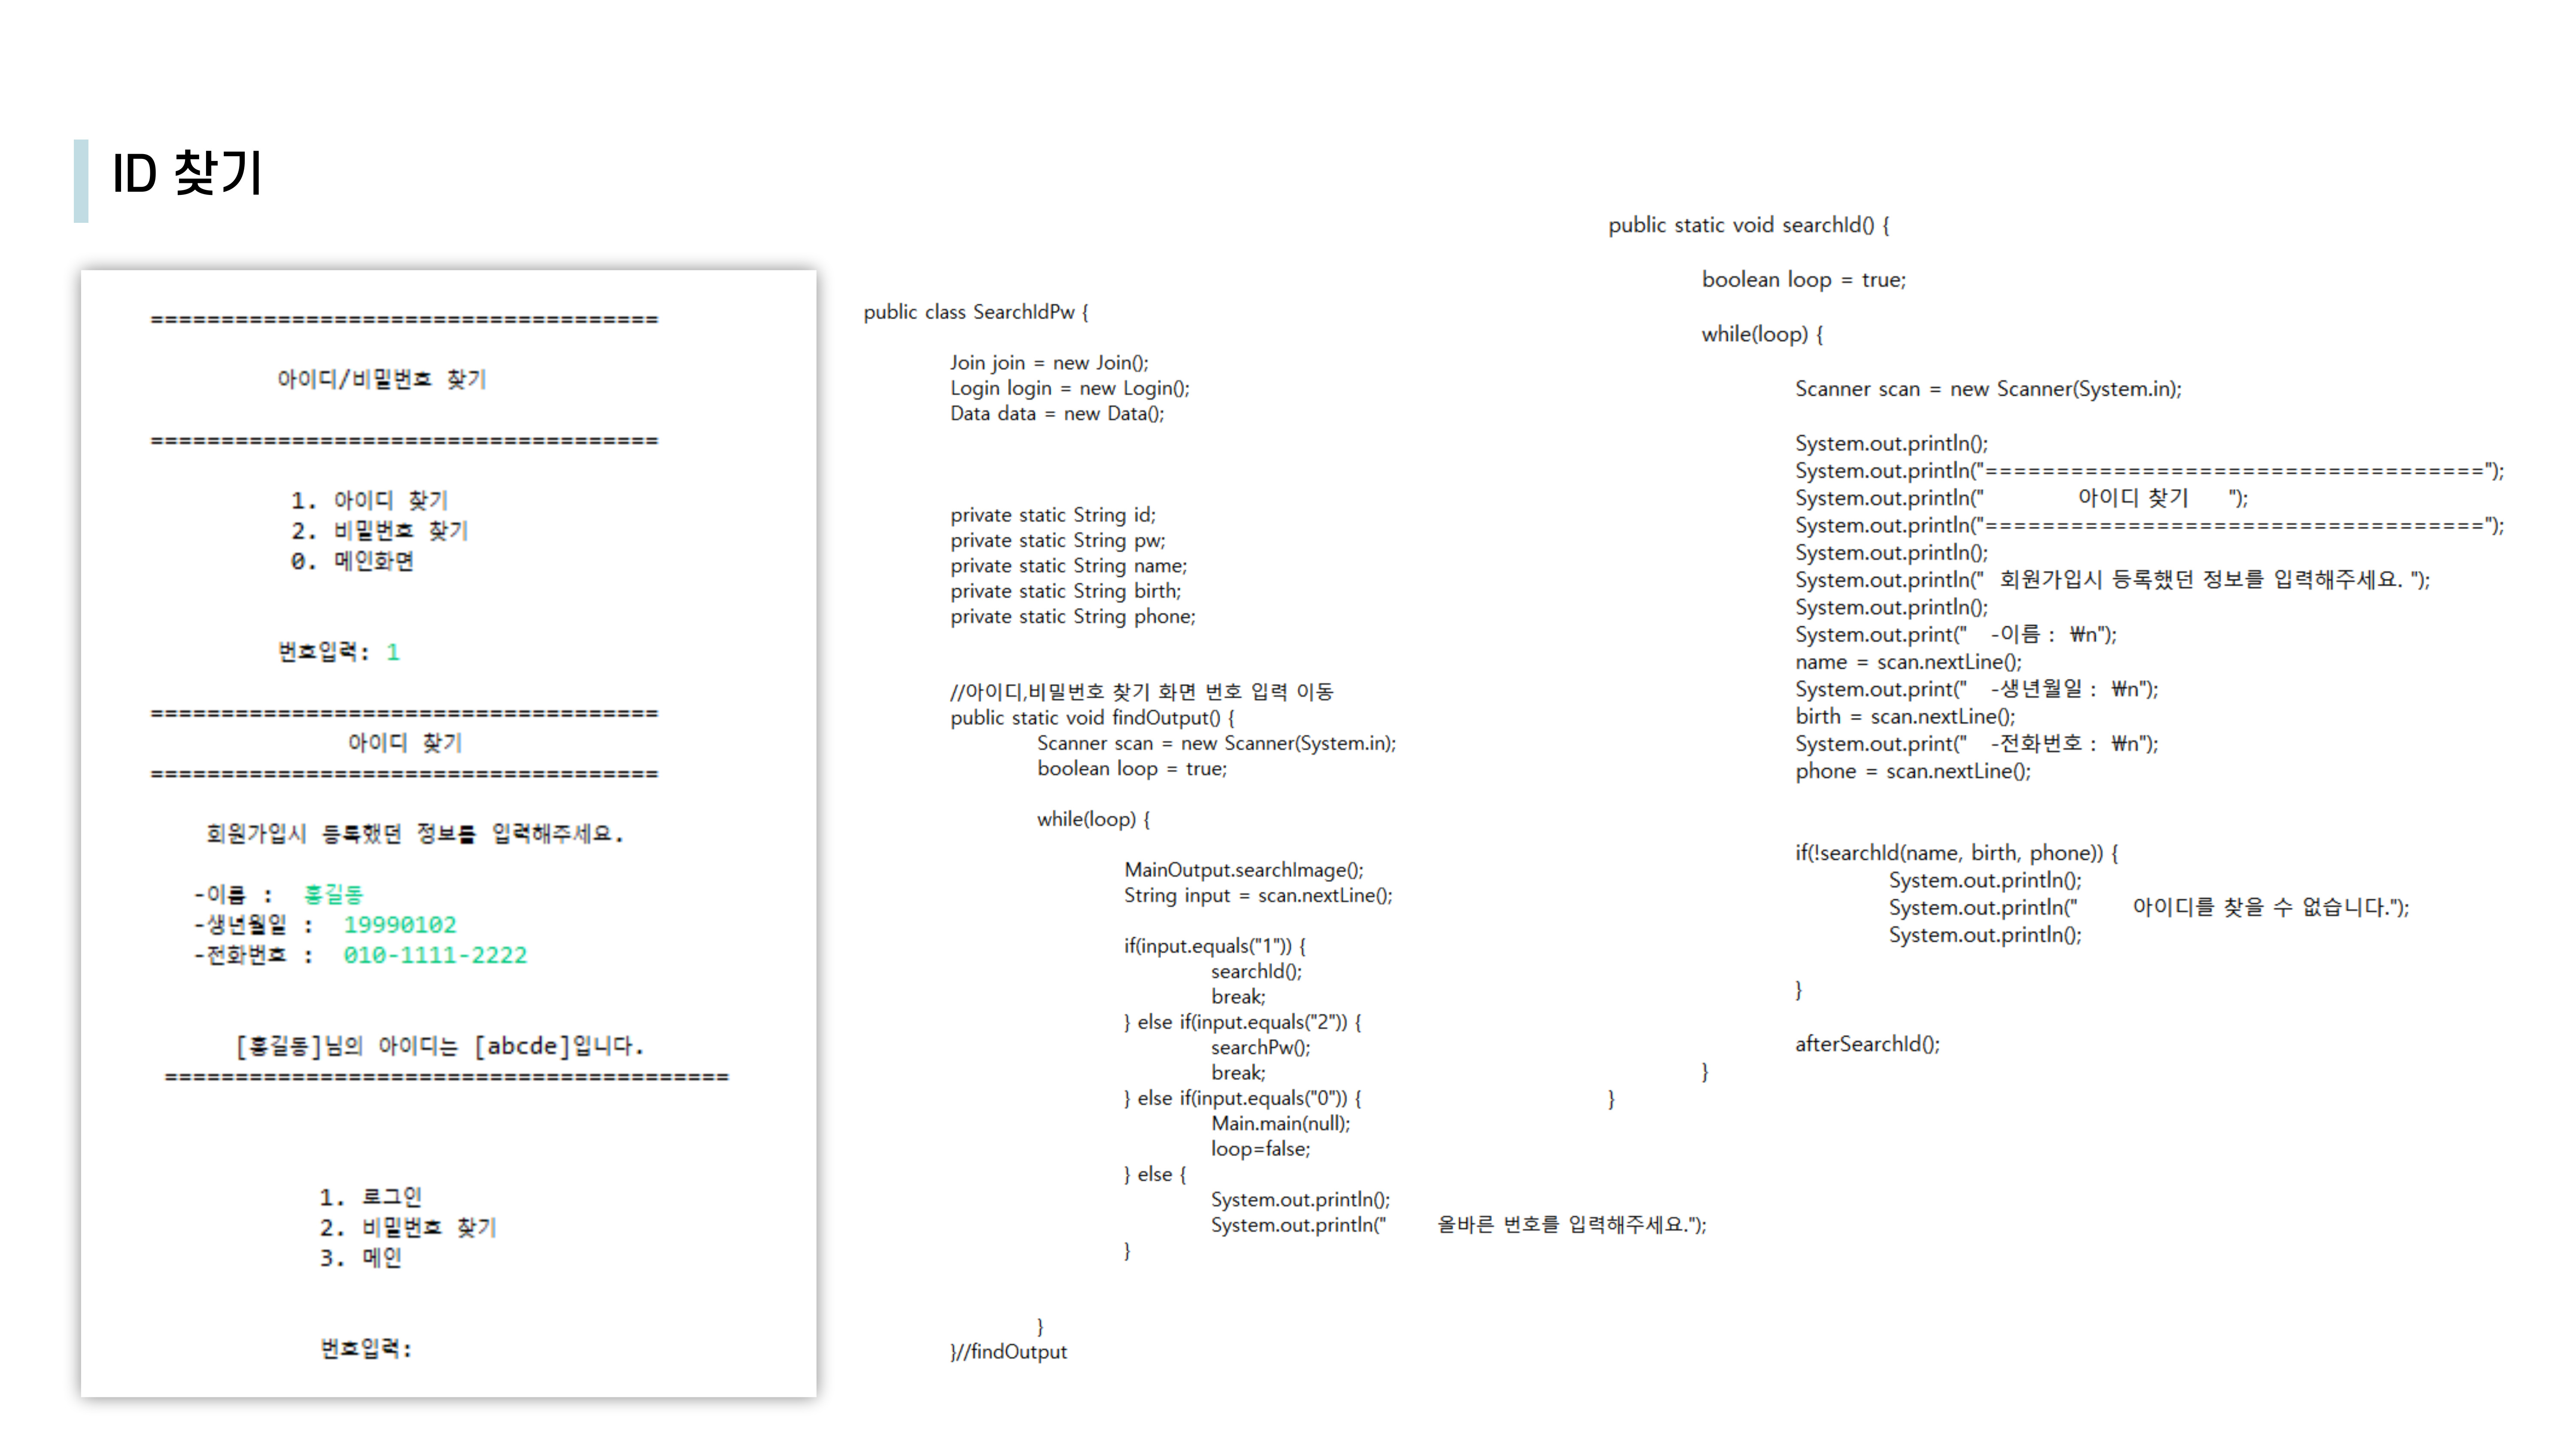 ID 찾기
====================================
아이디/비밀번호 찾기
====================================
1. 아이디 찾기
2. 비밀번호 찾기
0. 메인화면
번호입력: 1
====================================
아이디 찾기
====================================
회원가입시 등록했던 정보를 입력해주세요.
-이름 : 홍길동
-생년월일 : 19990102
-전화번호 : 010-1111-2222
[홍길동]님의 아이디는 [abcde]입니다.
========================================
1. 로그인
2. 비밀번호 찾기
3. 메인
번호입력:
public class SearchIdPw {
Join join = new Join();
Login login = new Login();
Data data = new Data();
private static String id;
private static String pw;
private static String name;
private static String birth;
private static String phone;
//아이디,비밀번호 찾기 화면 번호 입력 이동
public static void findOutput() {
Scanner scan = new Scanner(System.in);
boolean loop = true;
while(loop) {
MainOutput.searchImage();
String input = scan.nextLine();
if(input.equals("1")) {
searchId();
break;
} else if(input.equals("2")) {
searchPw();
break;
} else if(input.equals("0")) {
Main.main(null);
loop=false;
} else {
System.out.println();
System.out.println("      올바른 번호를 입력해주세요.");
}
}
}//findOutput
public static void searchId() {
boolean loop = true;
while(loop) {
Scanner scan = new Scanner(System.in);
System.out.println();
System.out.println("===================================");
System.out.println("          아이디 찾기    ");
System.out.println("===================================");
System.out.println();
System.out.println("  회원가입시 등록했던 정보를 입력해주세요. ");
System.out.println();
System.out.print("   -이름 :  ₩n");
name = scan.nextLine();
System.out.print("   -생년월일 :  ₩n");
birth = scan.nextLine();
System.out.print("   -전화번호 :  ₩n");
phone = scan.nextLine();
if(!searchId(name, birth, phone)) {
System.out.println();
System.out.println("      아이디를 찾을 수 없습니다.");
System.out.println();
}
afterSearchId();
}
}